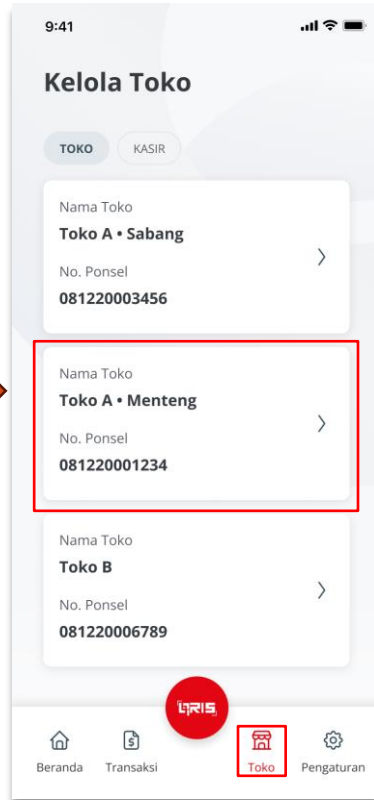 9:41
Kelola Toko
TOKO KASIR
Nama Toko
Toko A • Sabang
No. Ponsel
081220003456
Nama Toko
Toko A • Menteng
No. Ponsel
081220001234
Nama Toko
Toko B
No. Ponsel
081220006789
QRIS
Beranda Transaksi Toko Pengaturan